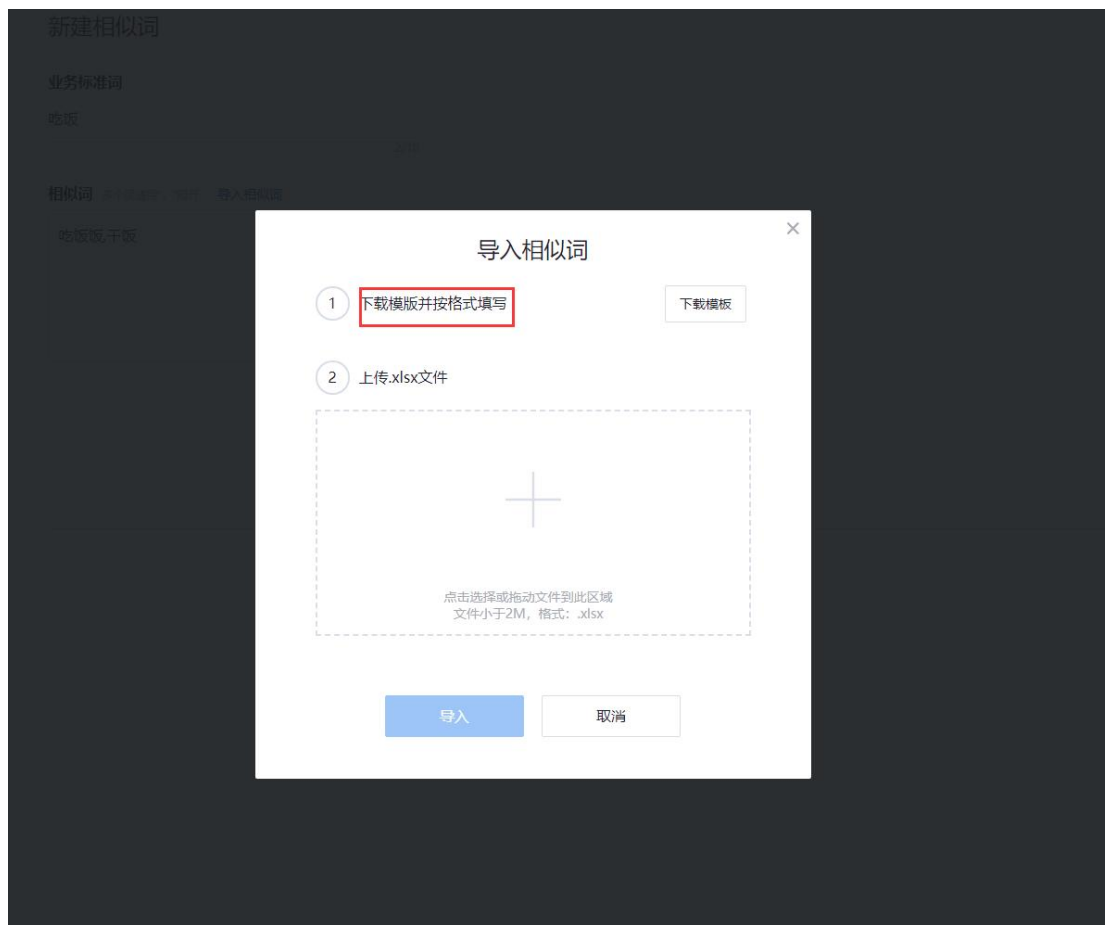 新建相似词
业务标准词
吃饭
相似词 导入相似词
吃饭饭,干饭
导入相似词
1 下载模版并按格式填写 下载模板
2 上传.xlsx文件
点击选择或拖动文件到此区域
文件小于2M，格式：.xlsx
导入 取消